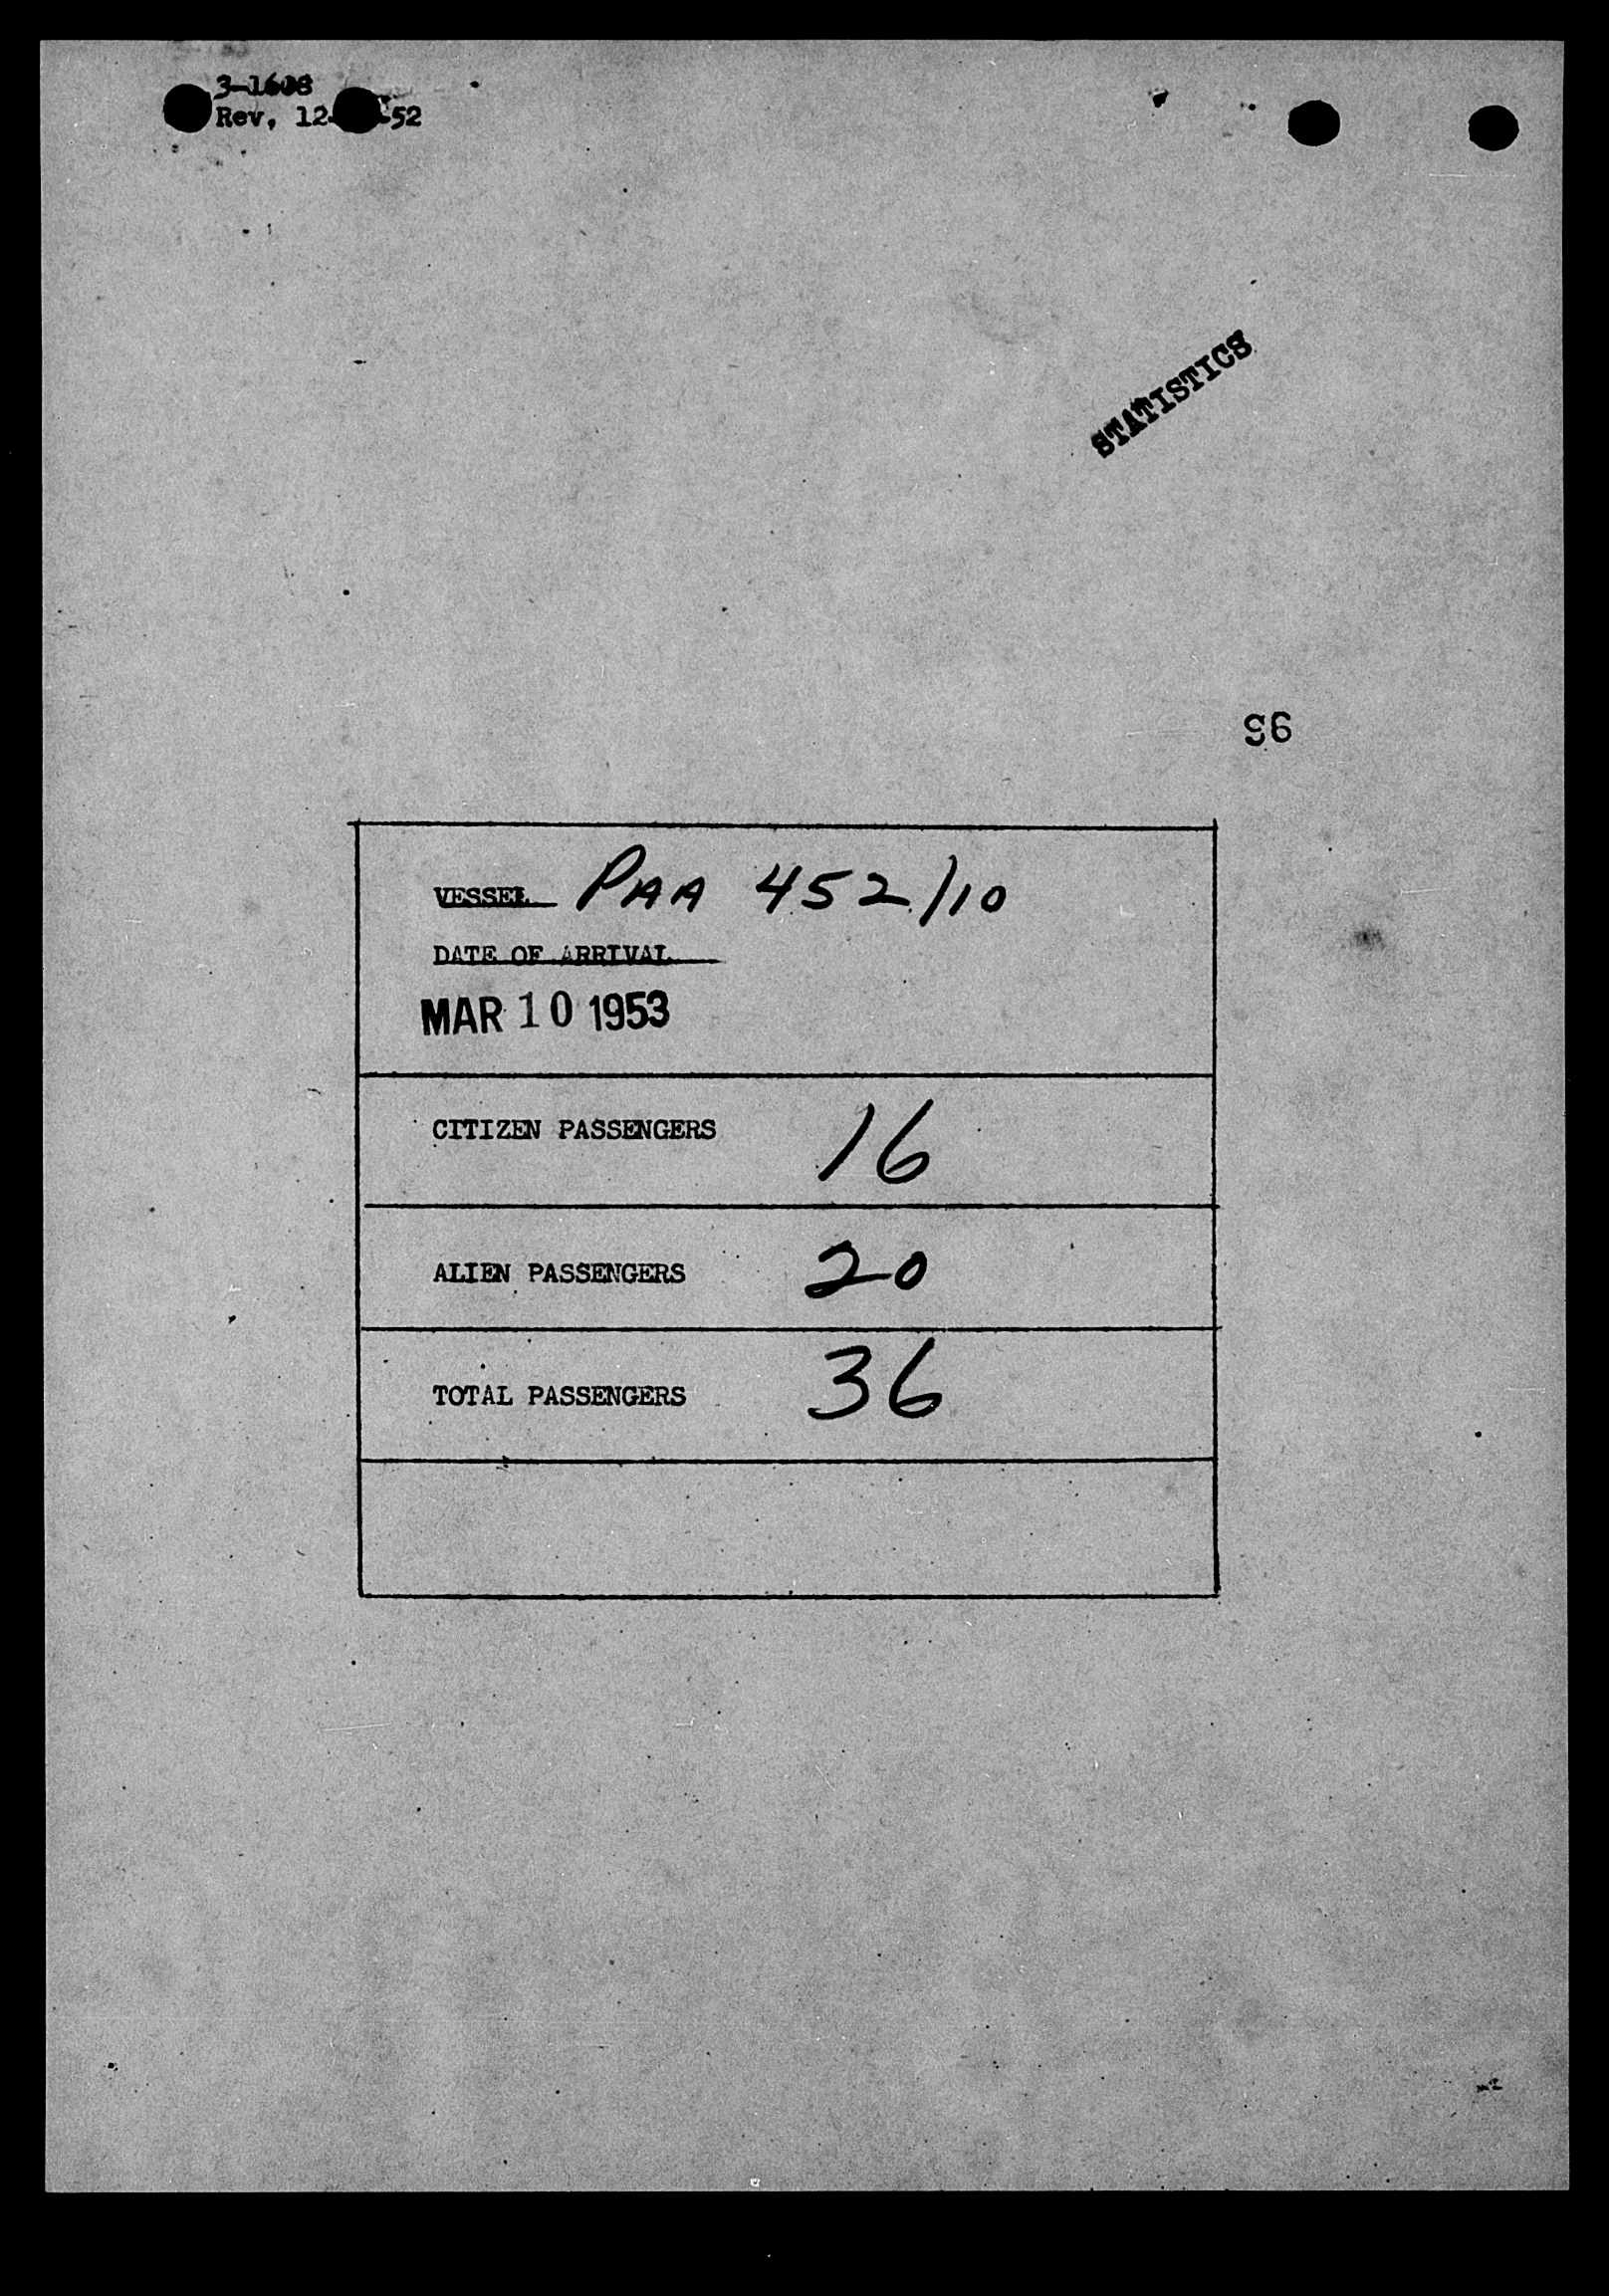 3-1608
Rev. 12- -52
STATISTICS
96
VESSEL PAA 452/10
DATE OF ARRIVAL
MAR 10 1953
CITIZEN PASSENGERS 16
ALIEN PASSENGERS 20
TOTAL PASSENGERS 36